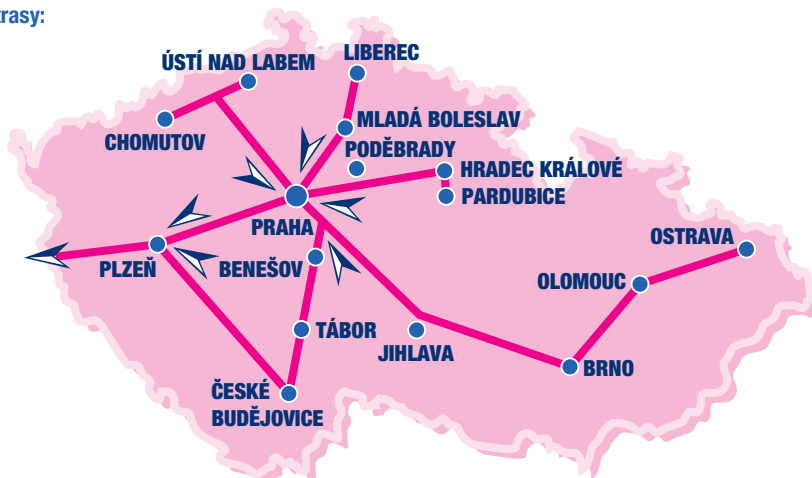 trasy:
LIBEREC
ÚSTÍ NAD LABEM
MLADÁ BOLESLAV
CHOMUTOV
PODĚBRADY
HRADEC KRÁLOVÉ
PARDUBICE
PRAHA
OSTRAVA
PLZEŇ
BENEŠOV
OLOMOUC
TÁBOR
JIHLAVA
BRNO
ČESKÉ
BUDĚJOVICE